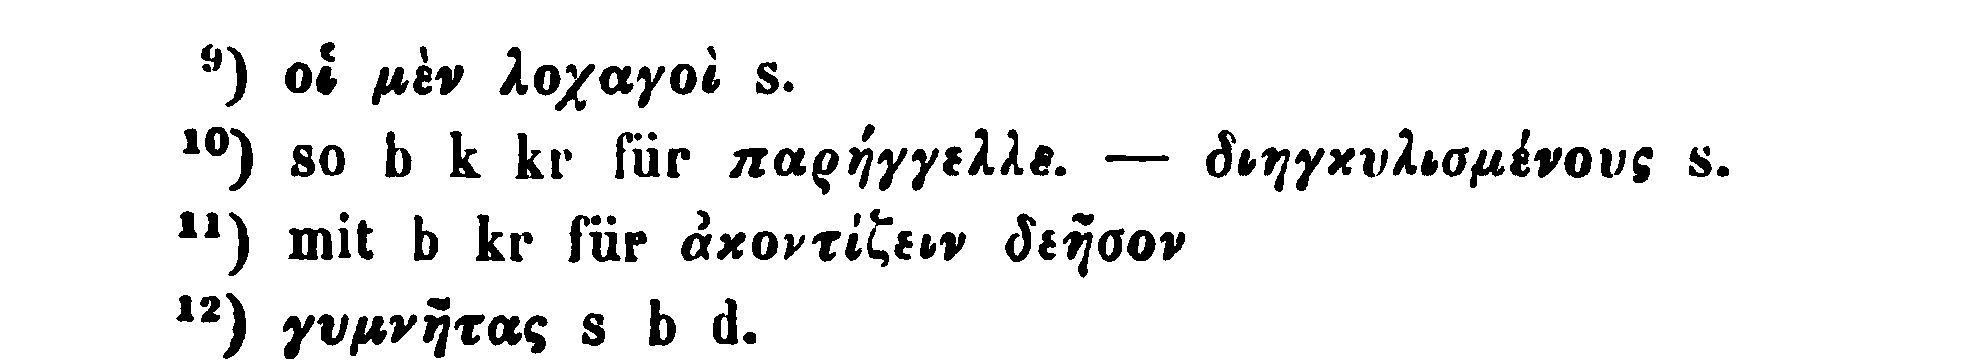 ⁹) οἵ μὲν λοχαγοὶ s.
¹⁰) so b k kr für παρήγγελλε. — διηγκυλισμένους s.
¹¹) mit b kr für ἀκοντίζειν δεῆσον
¹²) γυμνῆτας s b d.